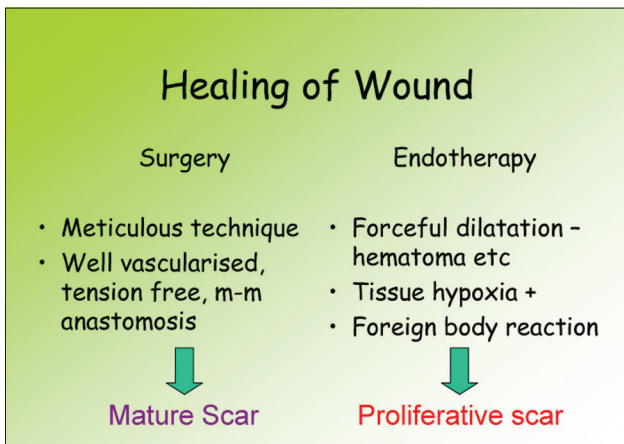 Healing of Wound
Surgery
• Meticulous technique
• Well vascularised,
tension free, m-m
anastomosis
Mature Scar
Endotherapy
• Forceful dilatation –
hematoma etc
• Tissue hypoxia +
• Foreign body reaction
Proliferative scar